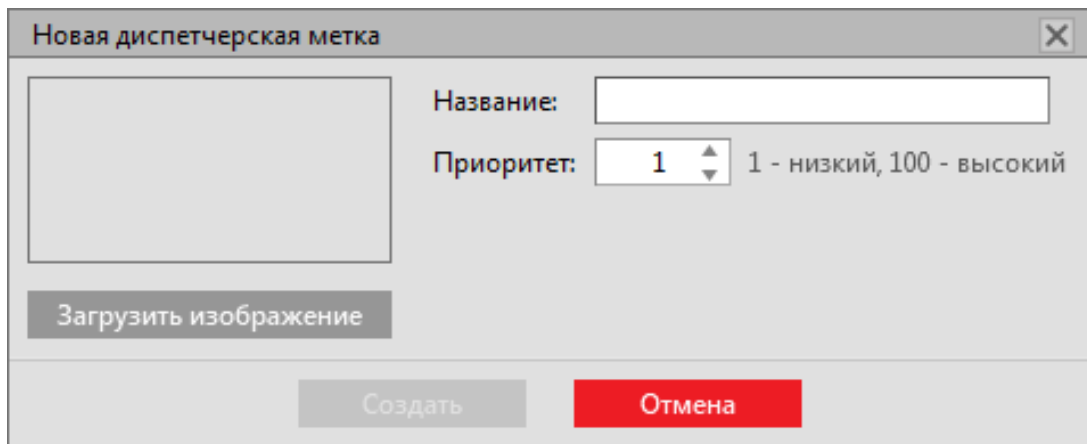 Новая диспетчерская метка
Название:
Приоритет: 1 1 - низкий, 100 - высокий
Загрузить изображение
Создать Отмена